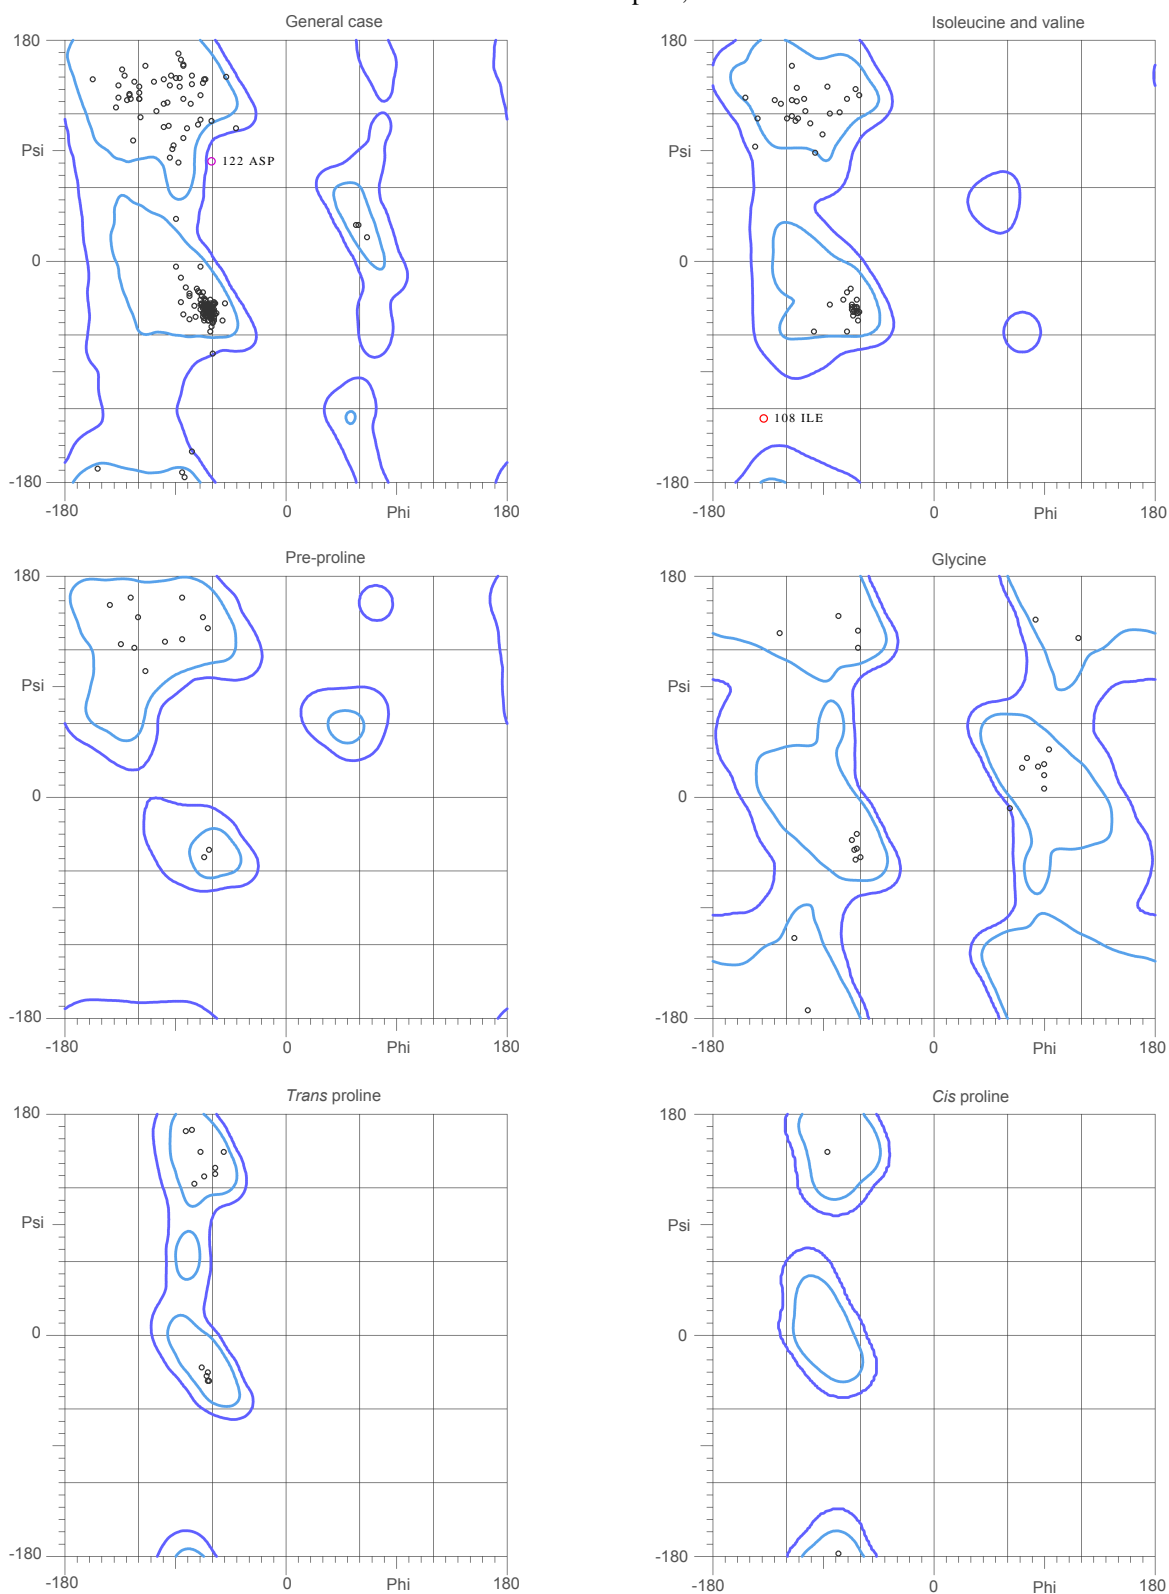 General case
Isoleucine and valine
180
Psi
122 ASP
0
-180
-180
0
Phi
180
180
Psi
0
108 ILE
-180
-180
0
Phi
180
Pre-proline
Glycine
180
Psi
0
-180
-180
0
Phi
180
180
Psi
0
-180
-180
0
Phi
180
Trans proline
Cis proline
180
Psi
0
-180
-180
0
Phi
180
180
Psi
0
-180
-180
0
Phi
180